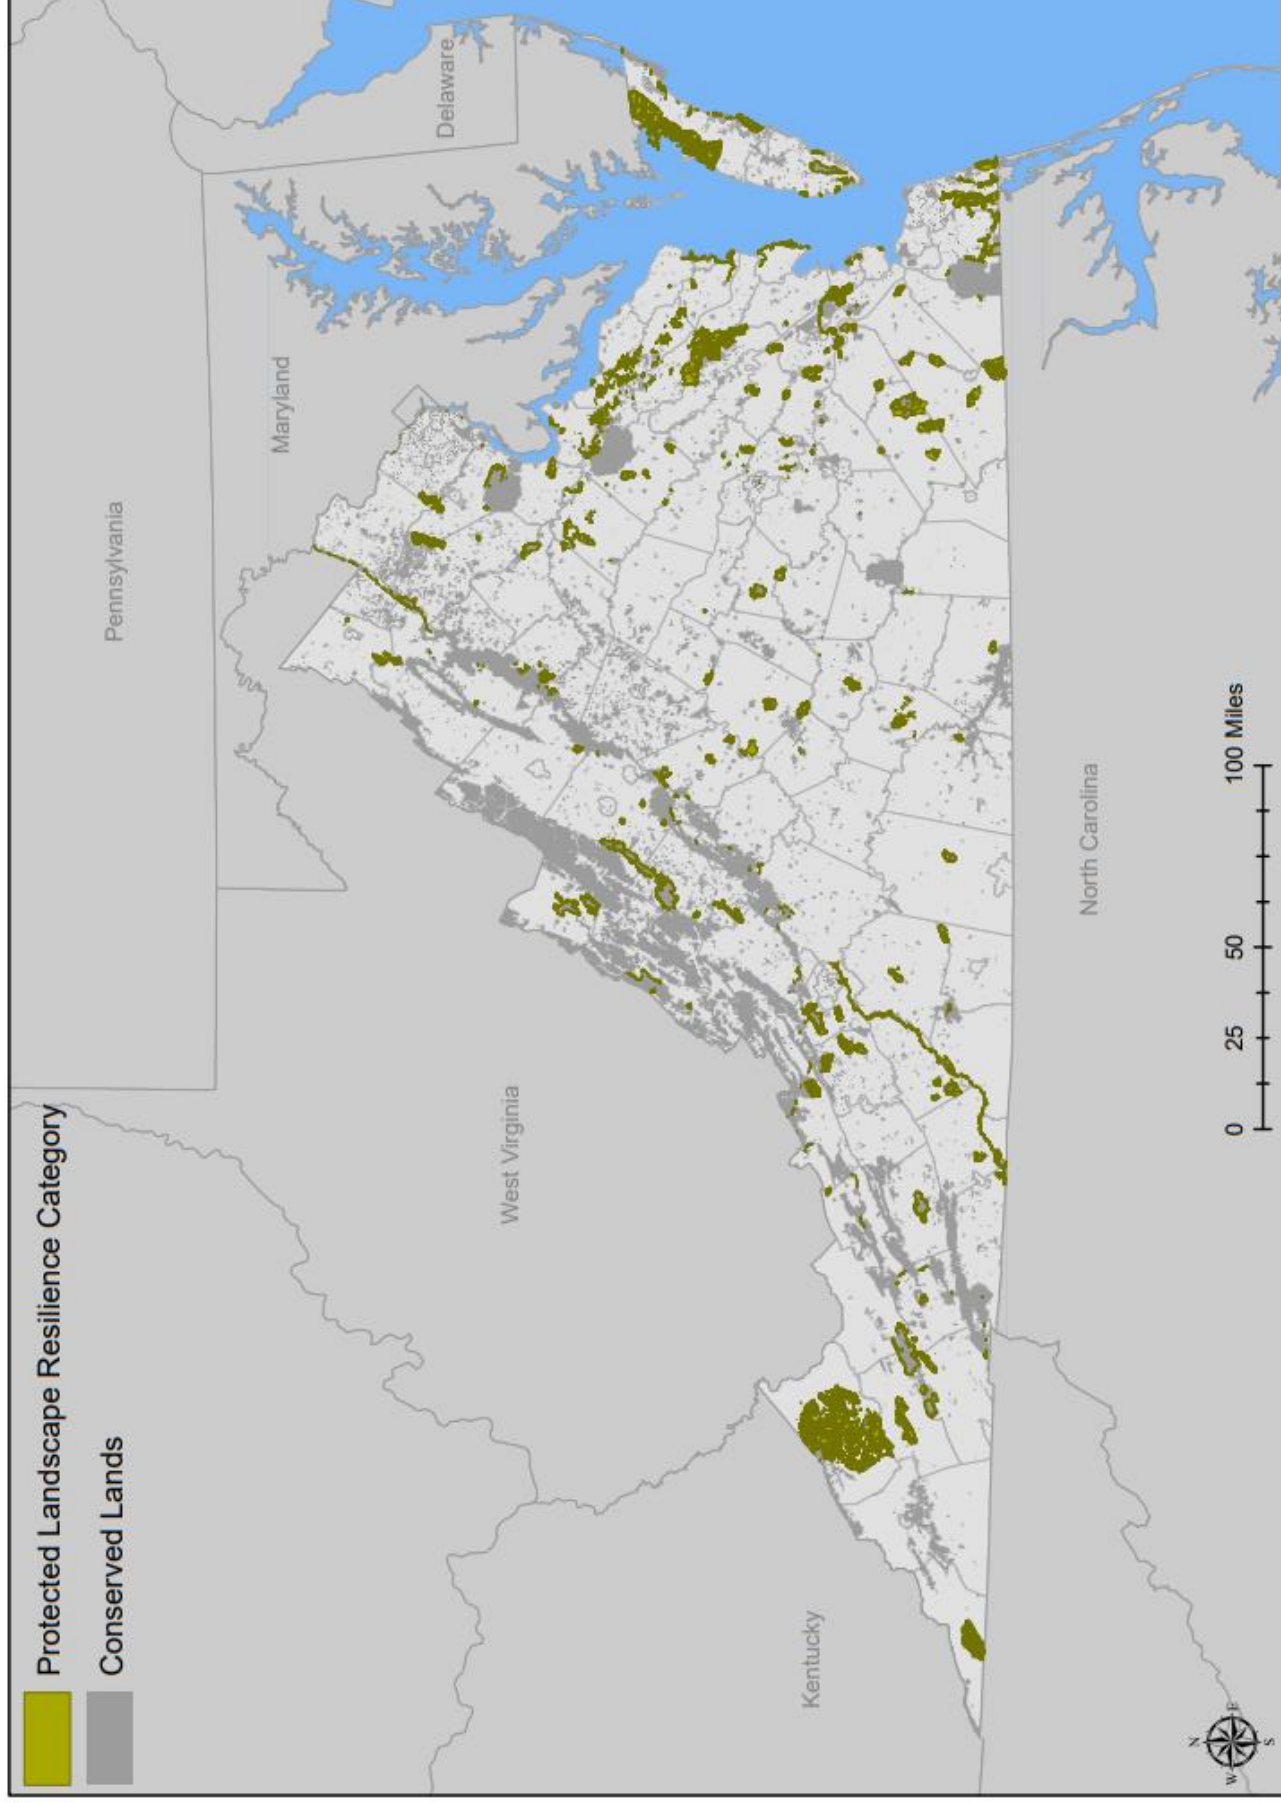 Protected Landscape Resilience Category
Conserved Lands
Pennsylvania
Maryland
Delaware
West Virginia
Kentucky
North Carolina
0 25 50 100 Miles
N
W E
S